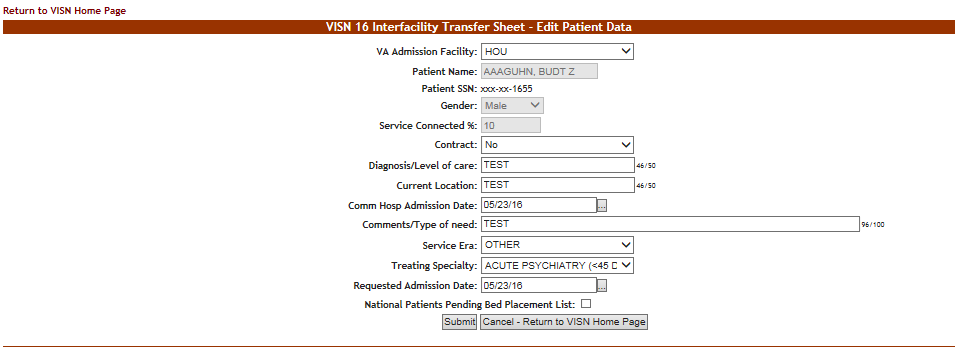 Return to VISN Home Page
VISN 16 Interfacility Transfer Sheet - Edit Patient Data
VA Admission Facility: HOU
Patient Name: AAAGUHN, BUDT Z
Patient SSN: xxx-xx-1655
Gender: Male
Service Connected %: 10
Contract: No
Diagnosis/Level of care: TEST 46/50
Current Location: TEST 46/50
Comm Hosp Admission Date: 05/23/16 ...
Comments/Type of need: TEST 96/100
Service Era: OTHER
Treating Specialty: ACUTE PSYCHIATRY (<45 D
Requested Admission Date: 05/23/16 ...
National Patients Pending Bed Placement List:
Submit Cancel - Return to VISN Home Page